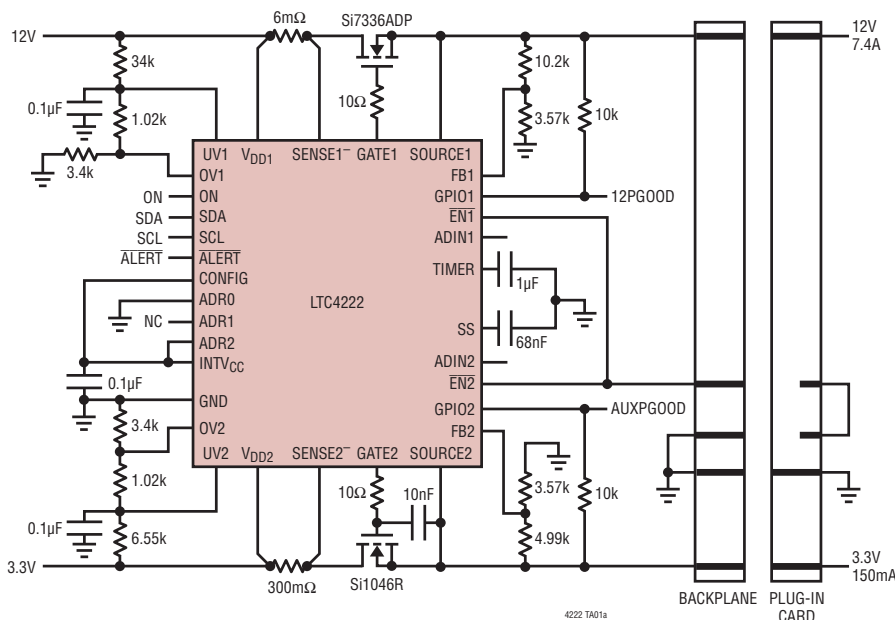 6mΩ
Si7336ADP
12V
12V
7.4A
34k
10.2k
10Ω
0.1µF
1.02k
3.57k
10k
3.4k
UV1
VDD1
SENSE1−
GATE1
SOURCE1
OV1
FB1
ON
ON
GPIO1
12PGOOD
SDA
SDA
EN1
SCL
SCL
ADIN1
ALERT
ALERT
CONFIG
TIMER
1µF
ADR0
LTC4222
NC
ADR1
SS
68nF
ADR2
INTVCC
ADIN2
0.1µF
EN2
GND
GPIO2
AUXPGOOD
3.4k
OV2
FB2
UV2
VDD2
SENSE2−
GATE2
SOURCE2
1.02k
10Ω
10nF
3.57k
10k
0.1µF
6.55k
4.99k
3.3V
3.3V
150mA
300mΩ
Si1046R
BACKPLANE
PLUG-IN
CARD
4222 TA01a